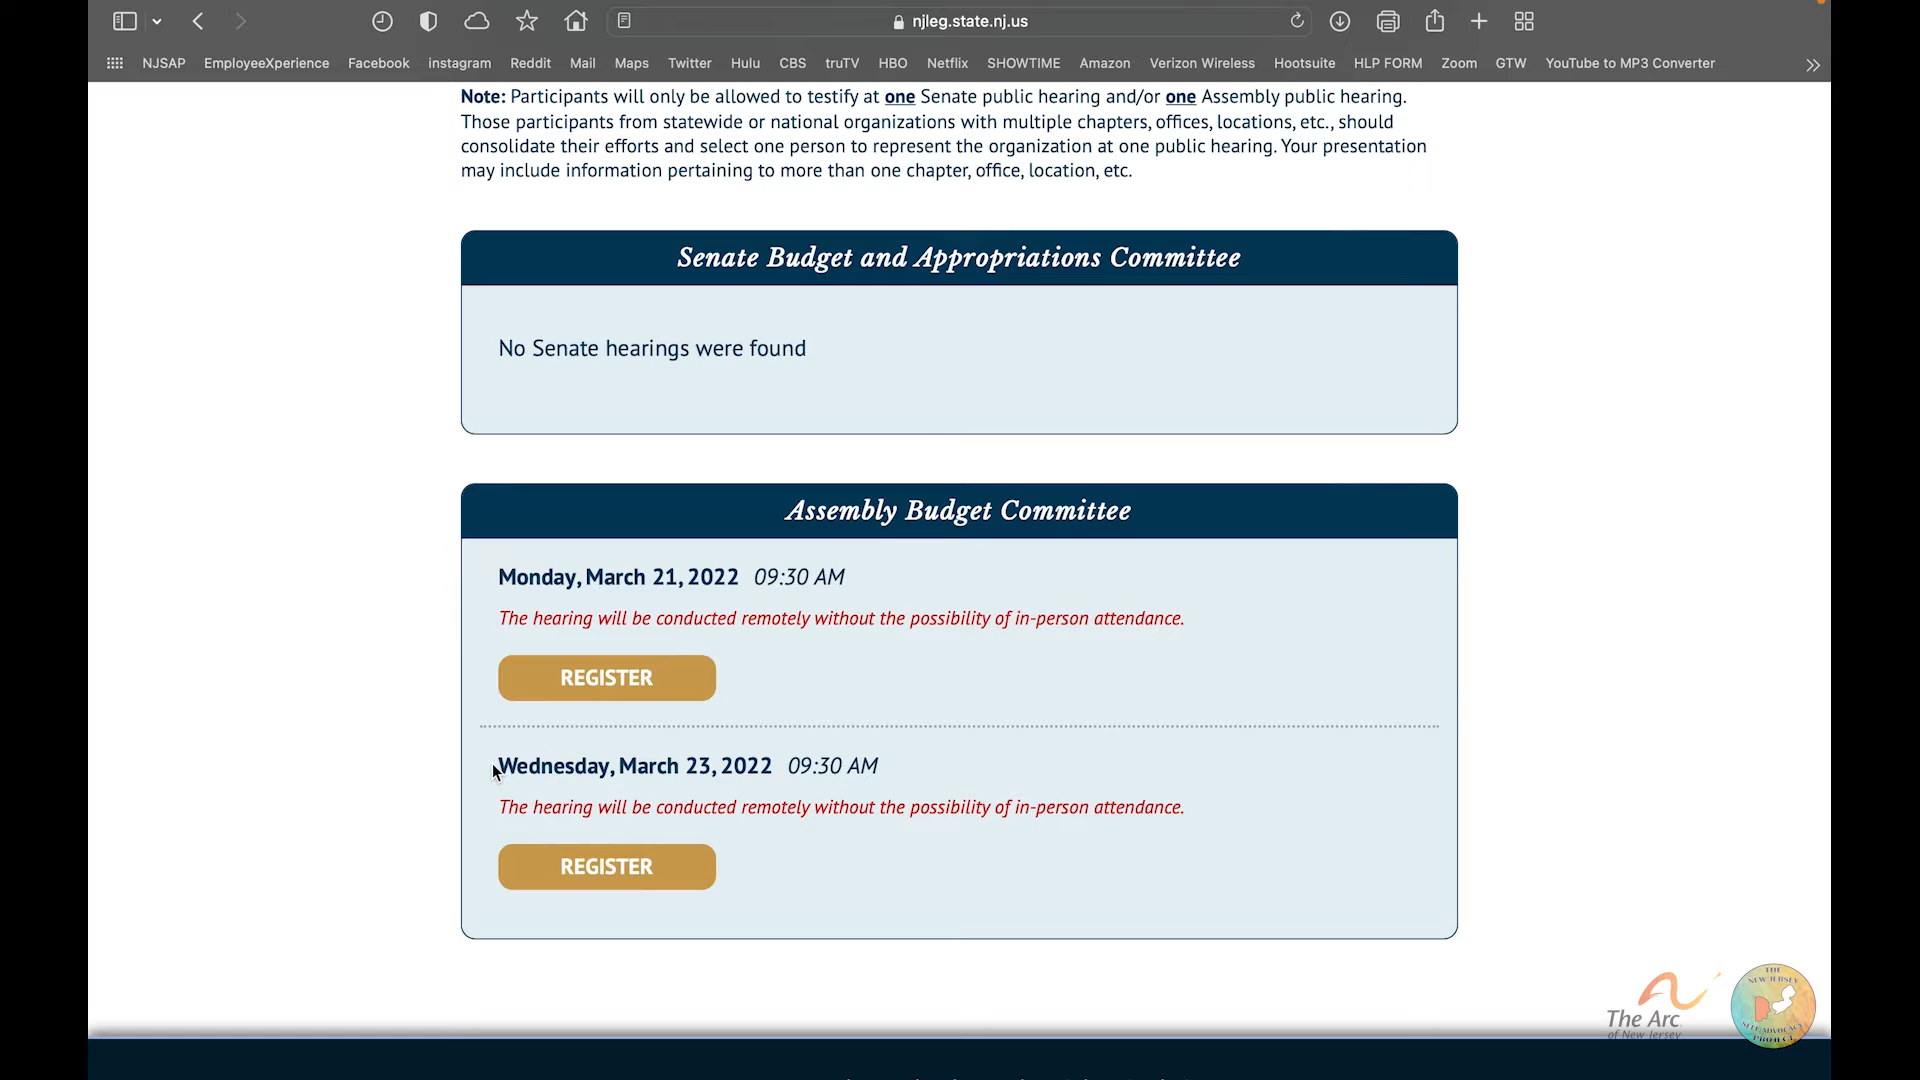 njleg.state.nj.us
NJSAP EmployeeXperience Facebook instagram Reddit Mail Maps Twitter Hulu CBS truTV HBO Netflix SHOWTIME Amazon Verizon Wireless Hootsuite HLP FORM Zoom GTW YouTube to MP3 Converter
Note: Participants will only be allowed to testify at one Senate public hearing and/or one Assembly public hearing.
Those participants from statewide or national organizations with multiple chapters, offices, locations, etc., should
consolidate their efforts and select one person to represent the organization at one public hearing. Your presentation
may include information pertaining to more than one chapter, office, location, etc.
Senate Budget and Appropriations Committee
No Senate hearings were found
Assembly Budget Committee
Monday, March 21, 2022 09:30 AM
The hearing will be conducted remotely without the possibility of in-person attendance.
REGISTER
Wednesday, March 23, 2022 09:30 AM
The hearing will be conducted remotely without the possibility of in-person attendance.
REGISTER
The Arc
of New Jersey
THE
NEW JERSEY
SELF ADVOCACY
PROJECT